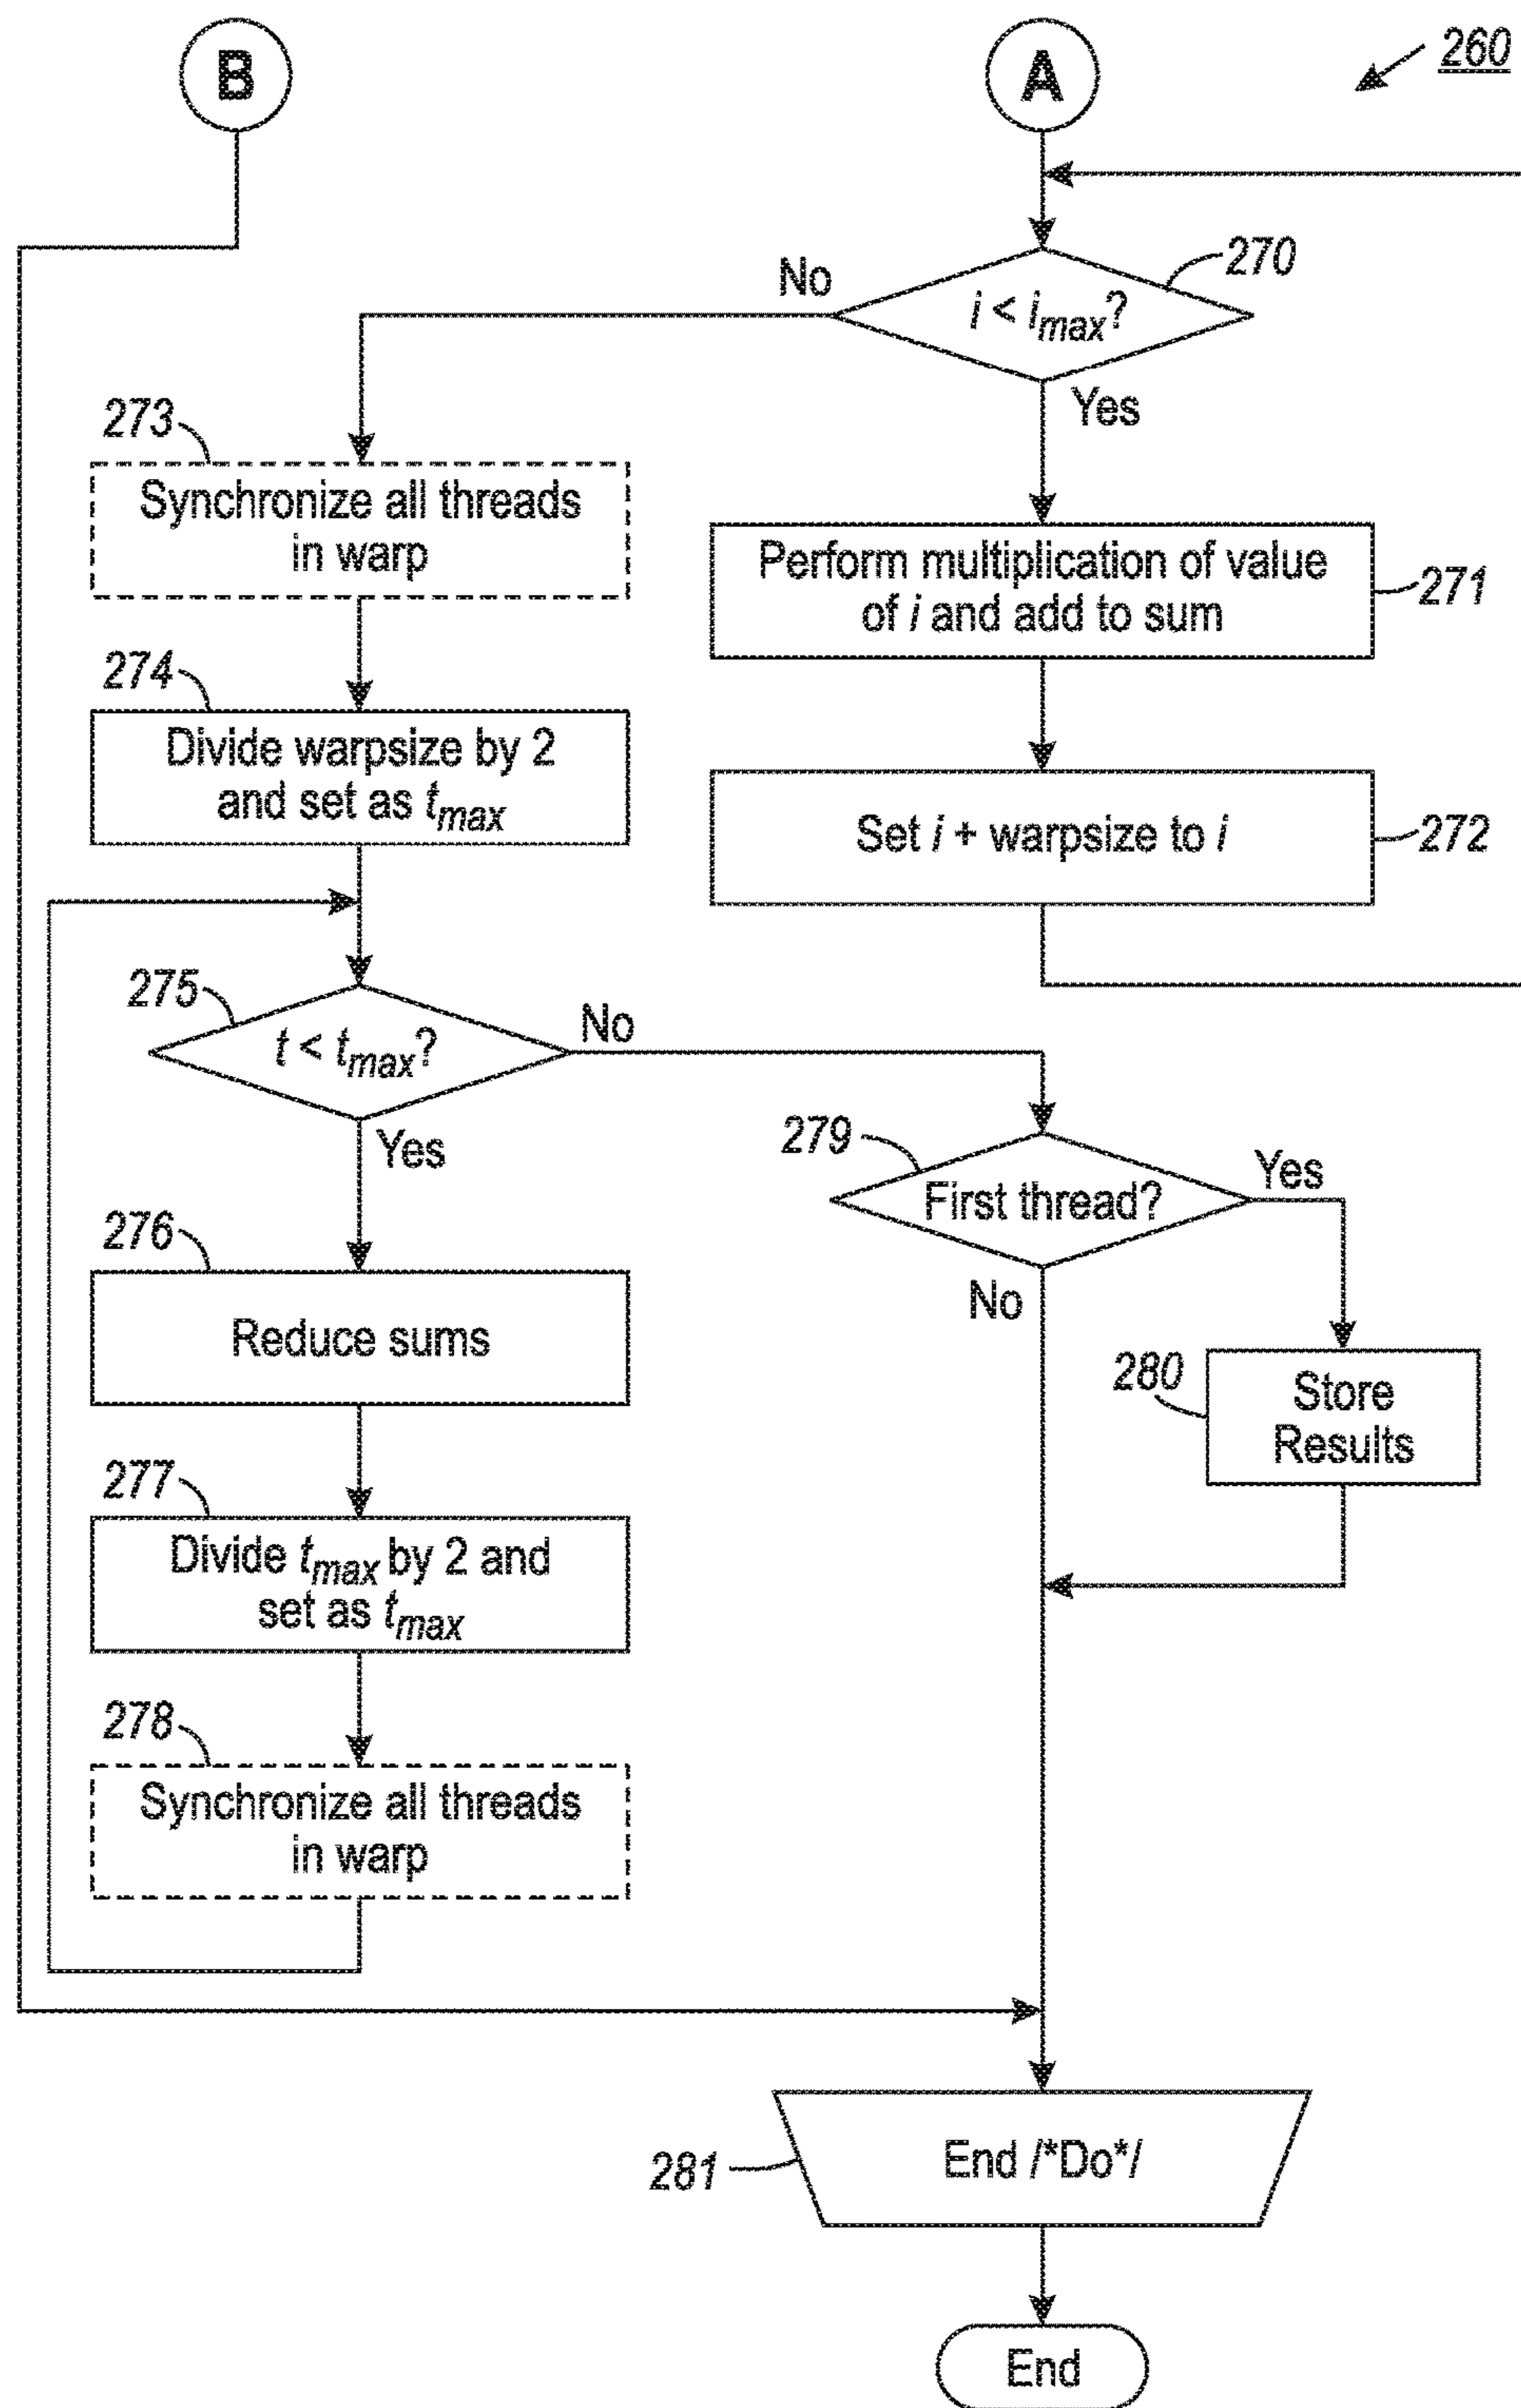 B
A
260
270
No
i < imax?
Yes
273
Synchronize all threads
in warp
Perform multiplication of value
of i and add to sum
271
274
Divide warpsize by 2
and set as tmax
Set i + warpsize to i
272
275
t < tmax?
No
Yes
279
First thread?
Yes
No
276
Reduce sums
280
Store
Results
277
Divide tmax by 2 and
set as tmax
278
Synchronize all threads
in warp
281
End /*Do*/
End